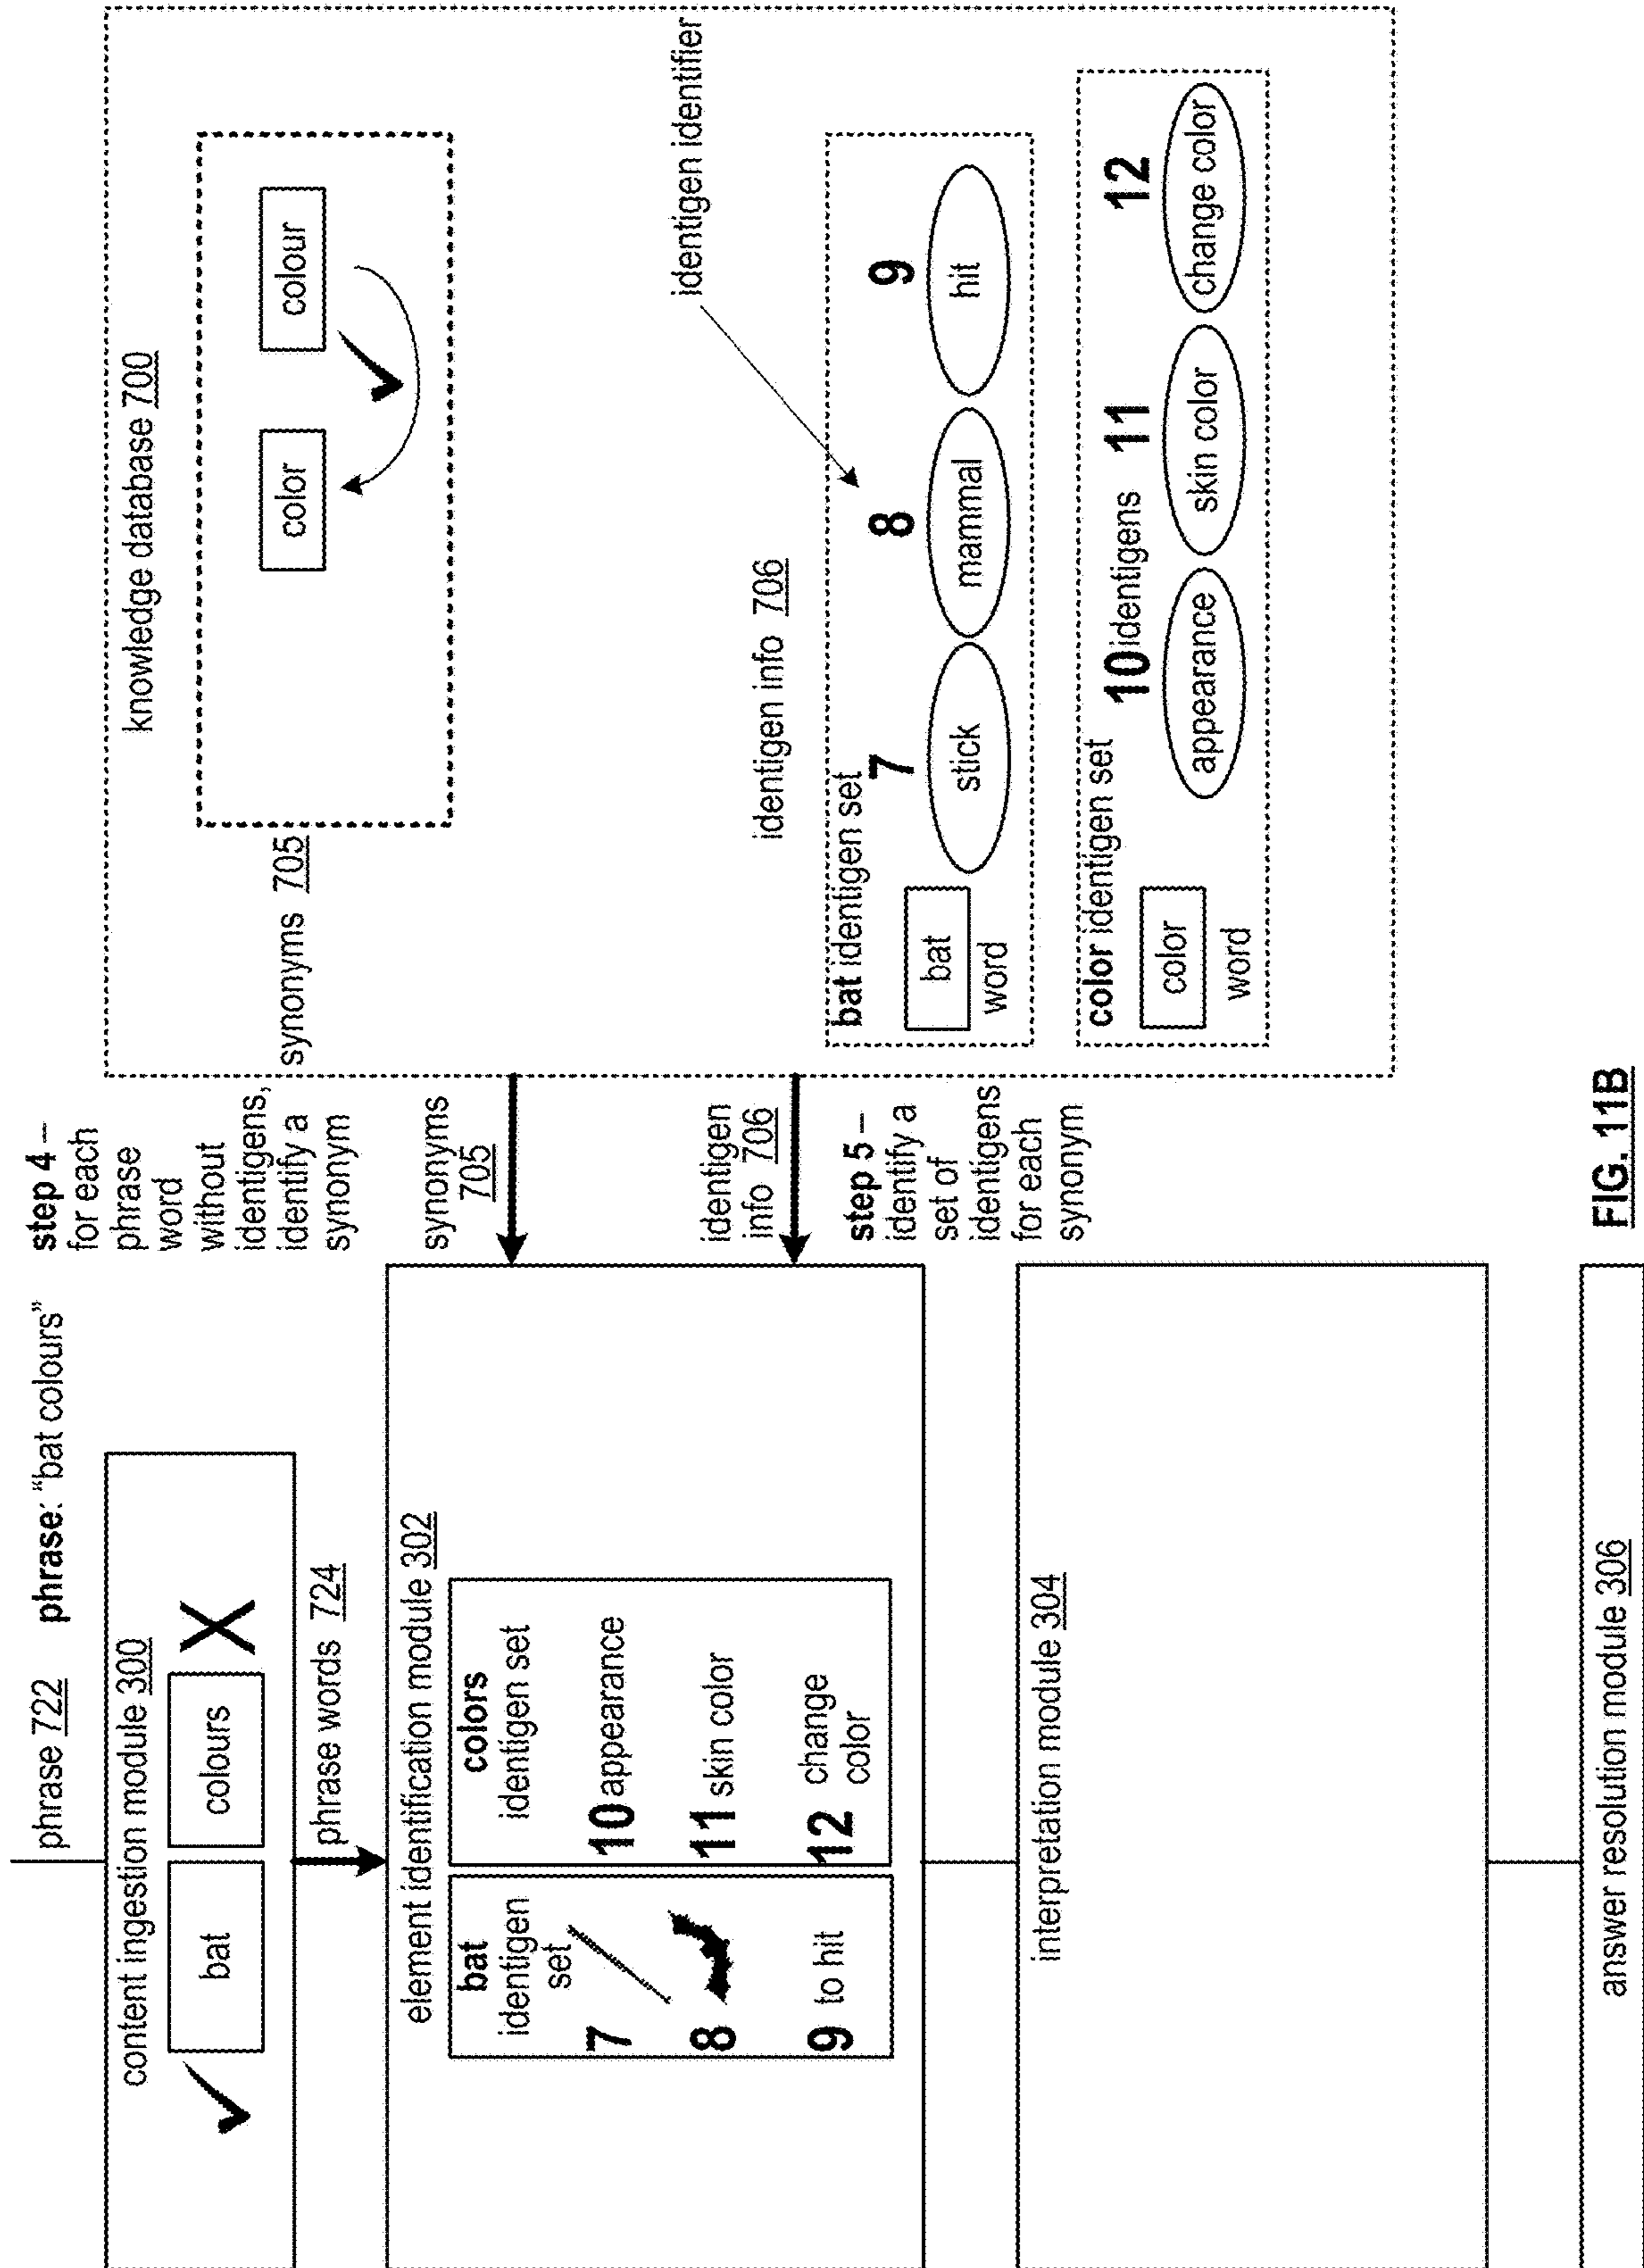 phrase 722 phrase: “bat colours”
content ingestion module 300
bat
colours
X
phrase words 724
element identification module 302
bat
identigen
set
7
8
9 to hit
colors
identigen set
10 appearance
11 skin color
12 change
color
interpretation module 304
answer resolution module 306
step 4 –
for each
phrase
word
without
identigens,
identify a
synonym
synonyms
705
identigen
info 706
step 5 –
identify a
set of
identigens
for each
synonym
knowledge database 700
synonyms 705
color
colour
identigen info 706
identigen identifier
bat identigen set
7
8
9
bat
word
stick
mammal
hit
color identigen set
10 identigens 11
12
color
word
appearance
skin color
change color
FIG. 11B